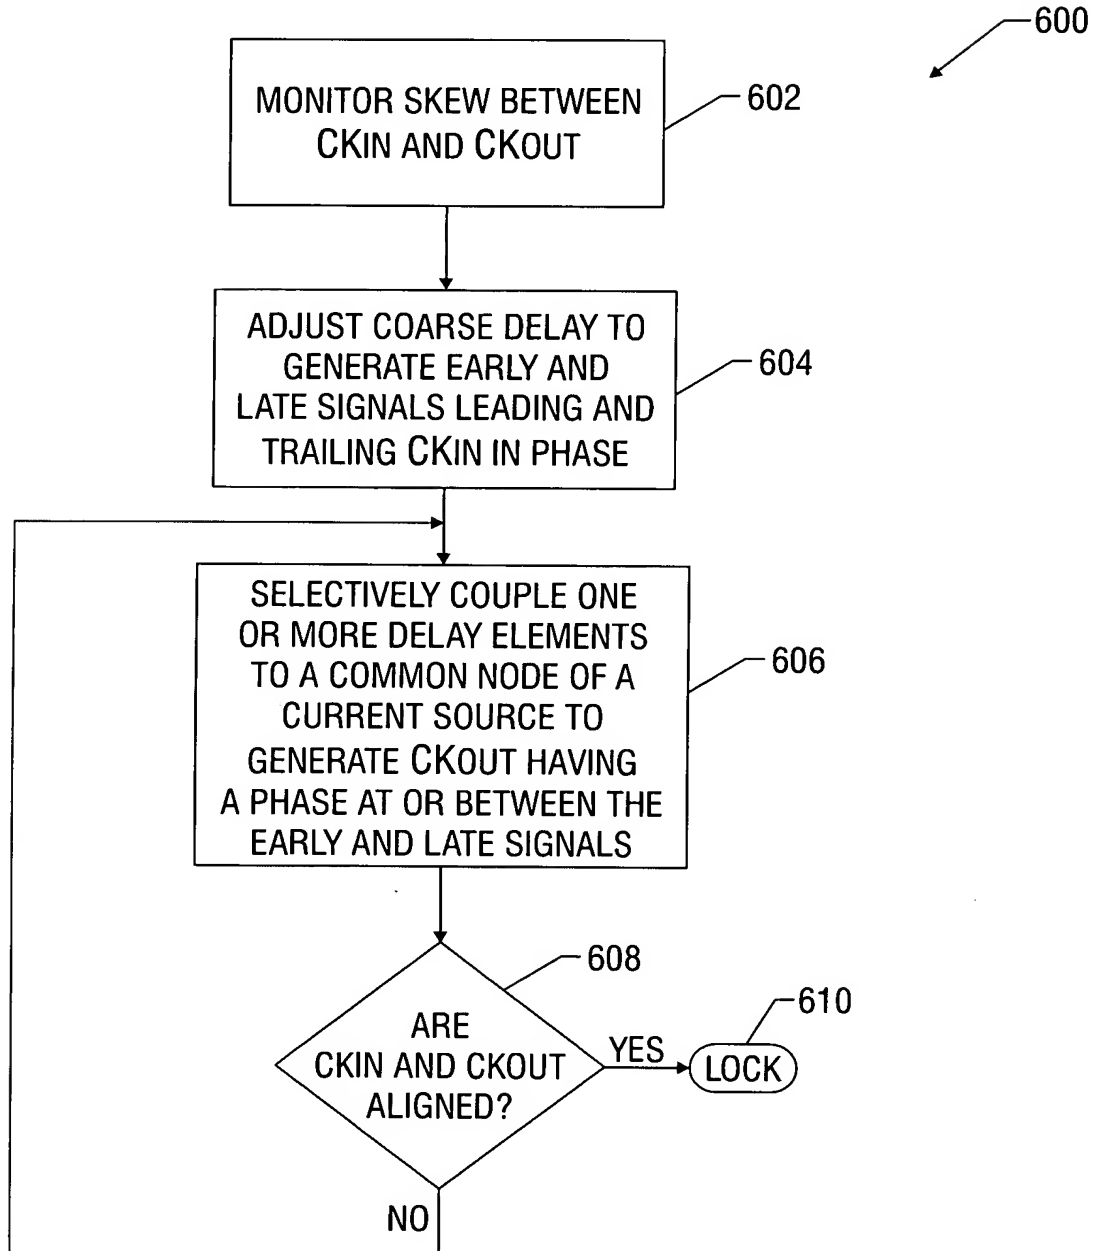 600
MONITOR SKEW BETWEEN
CKIN AND CKOUT
602
ADJUST COARSE DELAY TO
GENERATE EARLY AND
LATE SIGNALS LEADING AND
TRAILING CKIN IN PHASE
604
SELECTIVELY COUPLE ONE
OR MORE DELAY ELEMENTS
TO A COMMON NODE OF A
CURRENT SOURCE TO
GENERATE CKOUT HAVING
A PHASE AT OR BETWEEN THE
EARLY AND LATE SIGNALS
606
608
ARE
CKIN AND CKOUT
ALIGNED?
YES
610
LOCK
NO